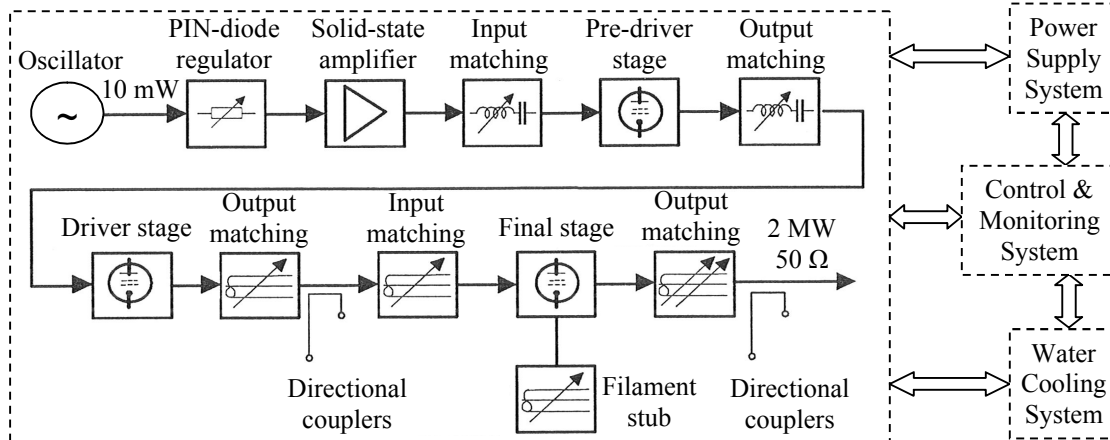 Oscillator
10 mW
~
PIN-diode
regulator
Solid-state
amplifier
Input
matching
Pre-driver
stage
Output
matching
Power
Supply
System
Driver stage
Output
matching
Input
matching
Final stage
Output
matching
2 MW
50 Ω
Control &
Monitoring
System
Directional
couplers
Filament
stub
Directional
couplers
Water
Cooling
System